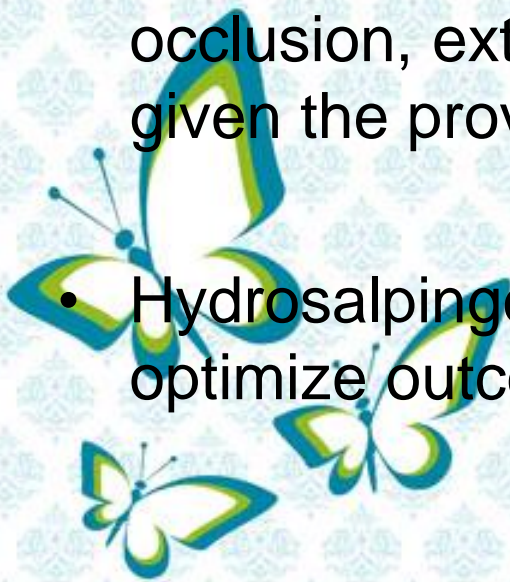 occlusion, ext
given the prov
• Hydrosalping
optimize outc